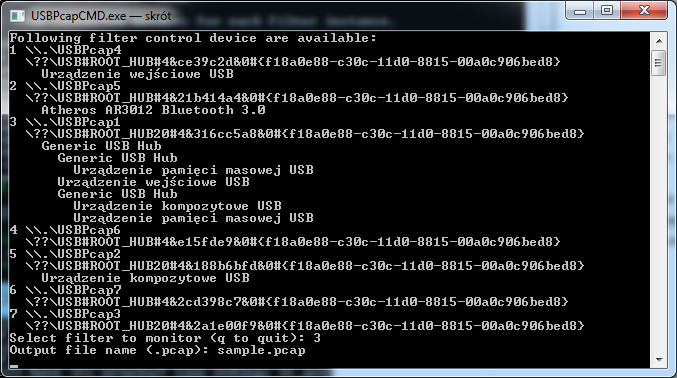 USBPcapCMD.exe — skrót
Following filter control device are available:
1 \\.\USBPcap4
\??\USB#ROOT_HUB#4&ce39c2d&0#{f18a0e88-c30c-11d0-8815-00a0c906bed8}
Urządzenie wejściowe USB
2 \\.\USBPcap5
\??\USB#ROOT_HUB#4&21b414a4&0#{f18a0e88-c30c-11d0-8815-00a0c906bed8}
Atheros AR3012 Bluetooth 3.0
3 \\.\USBPcap1
\??\USB#ROOT_HUB20#4&316cc5a8&0#{f18a0e88-c30c-11d0-8815-00a0c906bed8}
Generic USB Hub
Generic USB Hub
Urządzenie pamięci masowej USB
Urządzenie wejściowe USB
Generic USB Hub
Urządzenie kompozytowe USB
Urządzenie pamięci masowej USB
4 \\.\USBPcap6
\??\USB#ROOT_HUB#4&e15fde9&0#{f18a0e88-c30c-11d0-8815-00a0c906bed8}
5 \\.\USBPcap2
\??\USB#ROOT_HUB20#4&188b6bfd&0#{f18a0e88-c30c-11d0-8815-00a0c906bed8}
Urządzenie kompozytowe USB
6 \\.\USBPcap7
\??\USB#ROOT_HUB#4&2cd398c7&0#{f18a0e88-c30c-11d0-8815-00a0c906bed8}
7 \\.\USBPcap3
\??\USB#ROOT_HUB20#4&2a1e00f9&0#{f18a0e88-c30c-11d0-8815-00a0c906bed8}
Select filter to monitor (q to quit): 3
Output file name (.pcap): sample.pcap